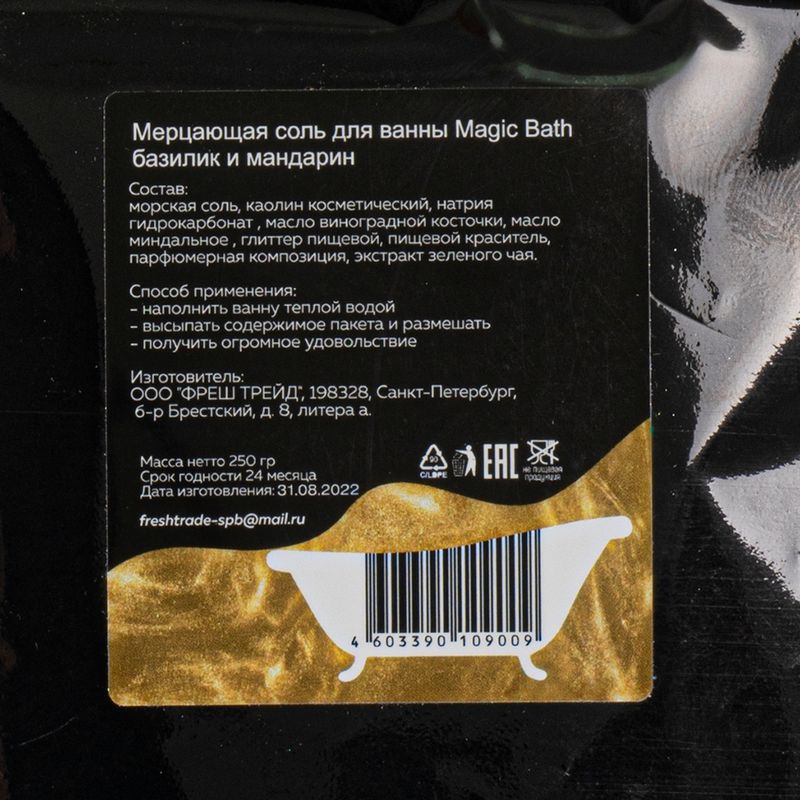 Мерцающая соль для ванны Magic Bath
базилик и мандарин
Состав:
морская соль, каолин косметический, натрия
гидрокарбонат , масло виноградной косточки, масло
миндальное , глиттер пищевой, пищевой краситель,
парфюмерная композиция, экстракт зеленого чая.
Способ применения:
- наполнить ванну теплой водой
- высыпать содержимое пакета и размешать
- получить огромное удовольствие
Изготовитель:
ООО "ФРЕШ ТРЕЙД", 198328, Санкт-Петербург,
б-р Брестский, д. 8, литера а.
Масса нетто 250 гр
Срок годности 24 месяца
Дата изготовления: 31.08.2022
90
C/LDPE
EAC
не пищевая
продукция
freshtrade-spb@mail.ru
4 603390 109009